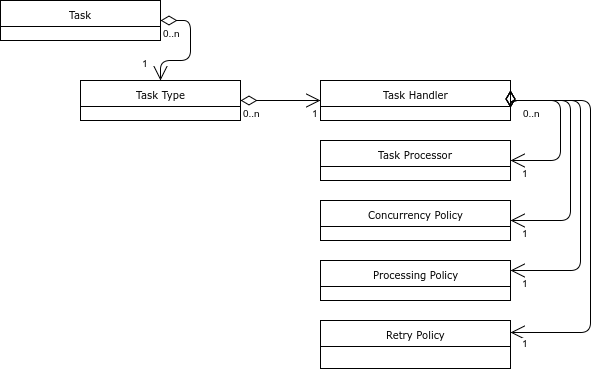 Task
0..n
1
Task Type
0..n
1
Task Handler
0..n
Task Processor
1
Concurrency Policy
1
Processing Policy
1
Retry Policy
1